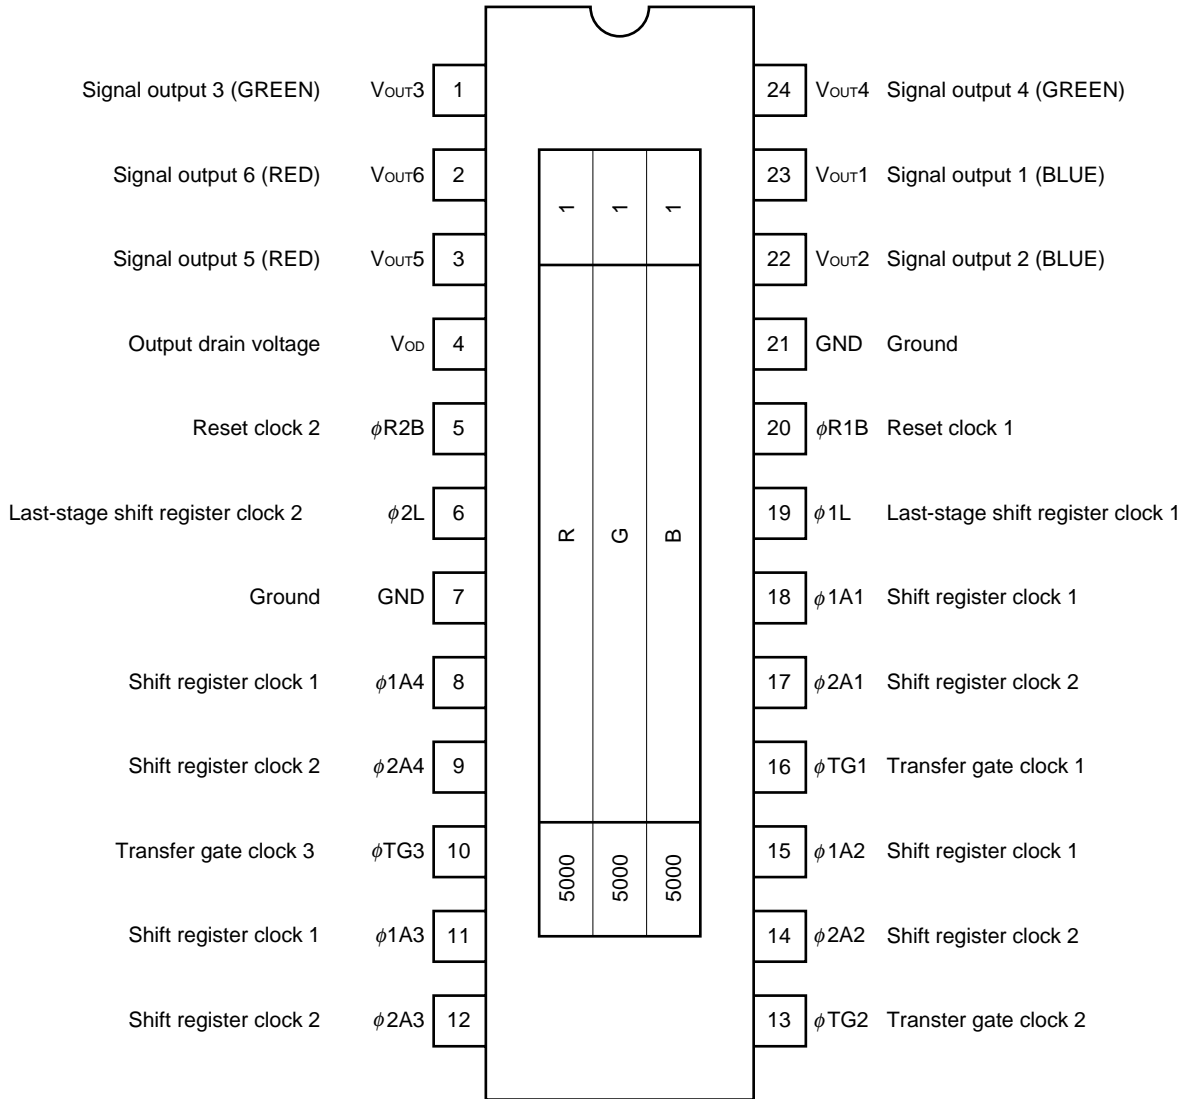 Signal output 3 (GREEN) VOUT3 1 24 VOUT4 Signal output 4 (GREEN)
Signal output 6 (RED) VOUT6 2 23 VOUT1 Signal output 1 (BLUE)
1 1 1
Signal output 5 (RED) VOUT5 3 22 VOUT2 Signal output 2 (BLUE)
Output drain voltage VOD 4 21 GND Ground
Reset clock 2 ϕR2B 5 20 ϕR1B Reset clock 1
Last-stage shift register clock 2 ϕ2L 6 19 ϕ1L Last-stage shift register clock 1
R G B
Ground GND 7 18 ϕ1A1 Shift register clock 1
Shift register clock 1 ϕ1A4 8 17 ϕ2A1 Shift register clock 2
Shift register clock 2 ϕ2A4 9 16 ϕTG1 Transfer gate clock 1
Transfer gate clock 3 ϕTG3 10 15 ϕ1A2 Shift register clock 1
5000 5000 5000
Shift register clock 1 ϕ1A3 11 14 ϕ2A2 Shift register clock 2
Shift register clock 2 ϕ2A3 12 13 ϕTG2 Transter gate clock 2